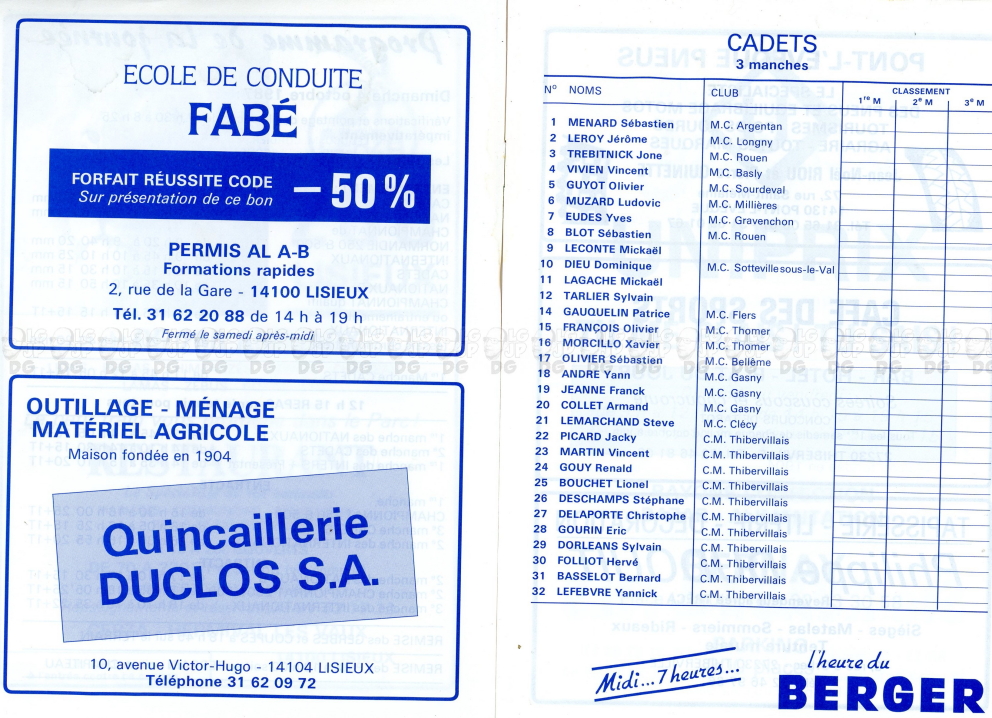 ECOLE DE CONDUITE
FABÉ
FORFAIT RÉUSSITE CODE
Sur présentation de ce bon
— 50 %
PERMIS AL A-B
Formations rapides
2, rue de la Gare - 14100 LISIEUX
Tél. 31 62 20 88 de 14 h à 19 h
Fermé le samedi après-midi
OUTILLAGE - MÉNAGE
MATÉRIEL AGRICOLE
Maison fondée en 1904
Quincaillerie
DUCLOS S.A.
10, avenue Victor-Hugo - 14104 LISIEUX
Téléphone 31 62 09 72
CADETS
3 manches
N° NOMS CLUB CLASSEMENT
1re M 2e M 3e M
1 MENARD Sébastien M.C. Argentan
2 LEROY Jérôme M.C. Longny
3 TREBITNICK Jone M.C. Rouen
4 VIVIEN Vincent M.C. Basly
5 GUYOT Olivier M.C. Sourdeval
6 MUZARD Ludovic M.C. Millières
7 EUDES Yves M.C. Gravenchon
8 BLOT Sébastien M.C. Rouen
9 LECONTE Mickaël
10 DIEU Dominique M.C. Sotteville sous-le-Val
11 LAGACHE Mickaël
12 TARLIER Sylvain
14 GAUQUELIN Patrice M.C. Flers
15 FRANÇOIS Olivier M.C. Thomer
16 MORCILLO Xavier M.C. Thomer
17 OLIVIER Sébastien M.C. Bellême
18 ANDRE Yann M.C. Gasny
19 JEANNE Franck M.C. Gasny
20 COLLET Armand M.C. Gasny
21 LEMARCHAND Steve M.C. Clécy
22 PICARD Jacky C.M. Thibervillais
23 MARTIN Vincent C.M. Thibervillais
24 GOUY Renald C.M. Thibervillais
25 BOUCHET Lionel C.M. Thibervillais
26 DESCHAMPS Stéphane C.M. Thibervillais
27 DELAPORTE Christophe C.M. Thibervillais
28 GOURIN Eric C.M. Thibervillais
29 DORLEANS Sylvain C.M. Thibervillais
30 FOLLIOT Hervé C.M. Thibervillais
31 BASSELOT Bernard C.M. Thibervillais
32 LEFEBVRE Yannick C.M. Thibervillais
Midi... 7 heures...
l'heure du
BERGER